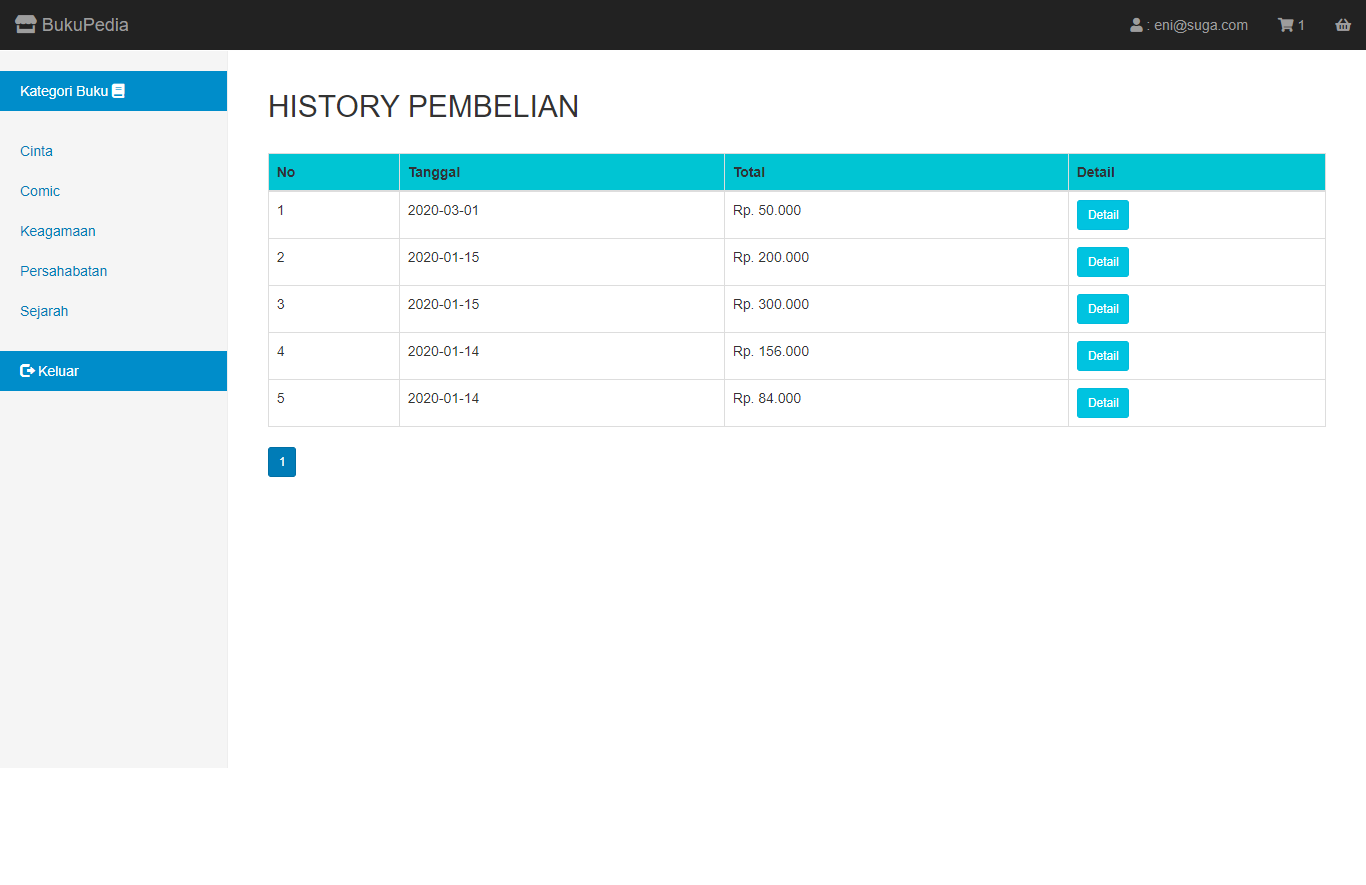 BukuPedia
: eni@suga.com
1
Kategori Buku
Cinta
Comic
Keagamaan
Persahabatan
Sejarah
Keluar
HISTORY PEMBELIAN
No Tanggal Total Detail
1 2020-03-01 Rp. 50.000 Detail
2 2020-01-15 Rp. 200.000 Detail
3 2020-01-15 Rp. 300.000 Detail
4 2020-01-14 Rp. 156.000 Detail
5 2020-01-14 Rp. 84.000 Detail
1